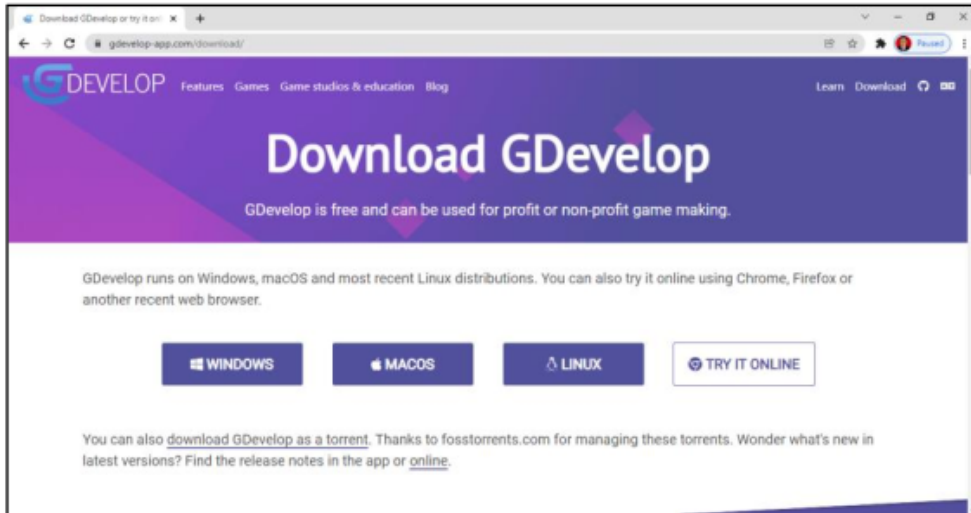 Download GDevelop or try it onl
gdevelop-app.com/download/
Paused
GDEVELOP Features Games Game studios & education Blog Learn Download
Download GDevelop
GDevelop is free and can be used for profit or non-profit game making.
GDevelop runs on Windows, macOS and most recent Linux distributions. You can also try it online using Chrome, Firefox or
another recent web browser.
WINDOWS MACOS LINUX TRY IT ONLINE
You can also download GDevelop as a torrent. Thanks to fosstorrents.com for managing these torrents. Wonder what's new in
latest versions? Find the release notes in the app or online.